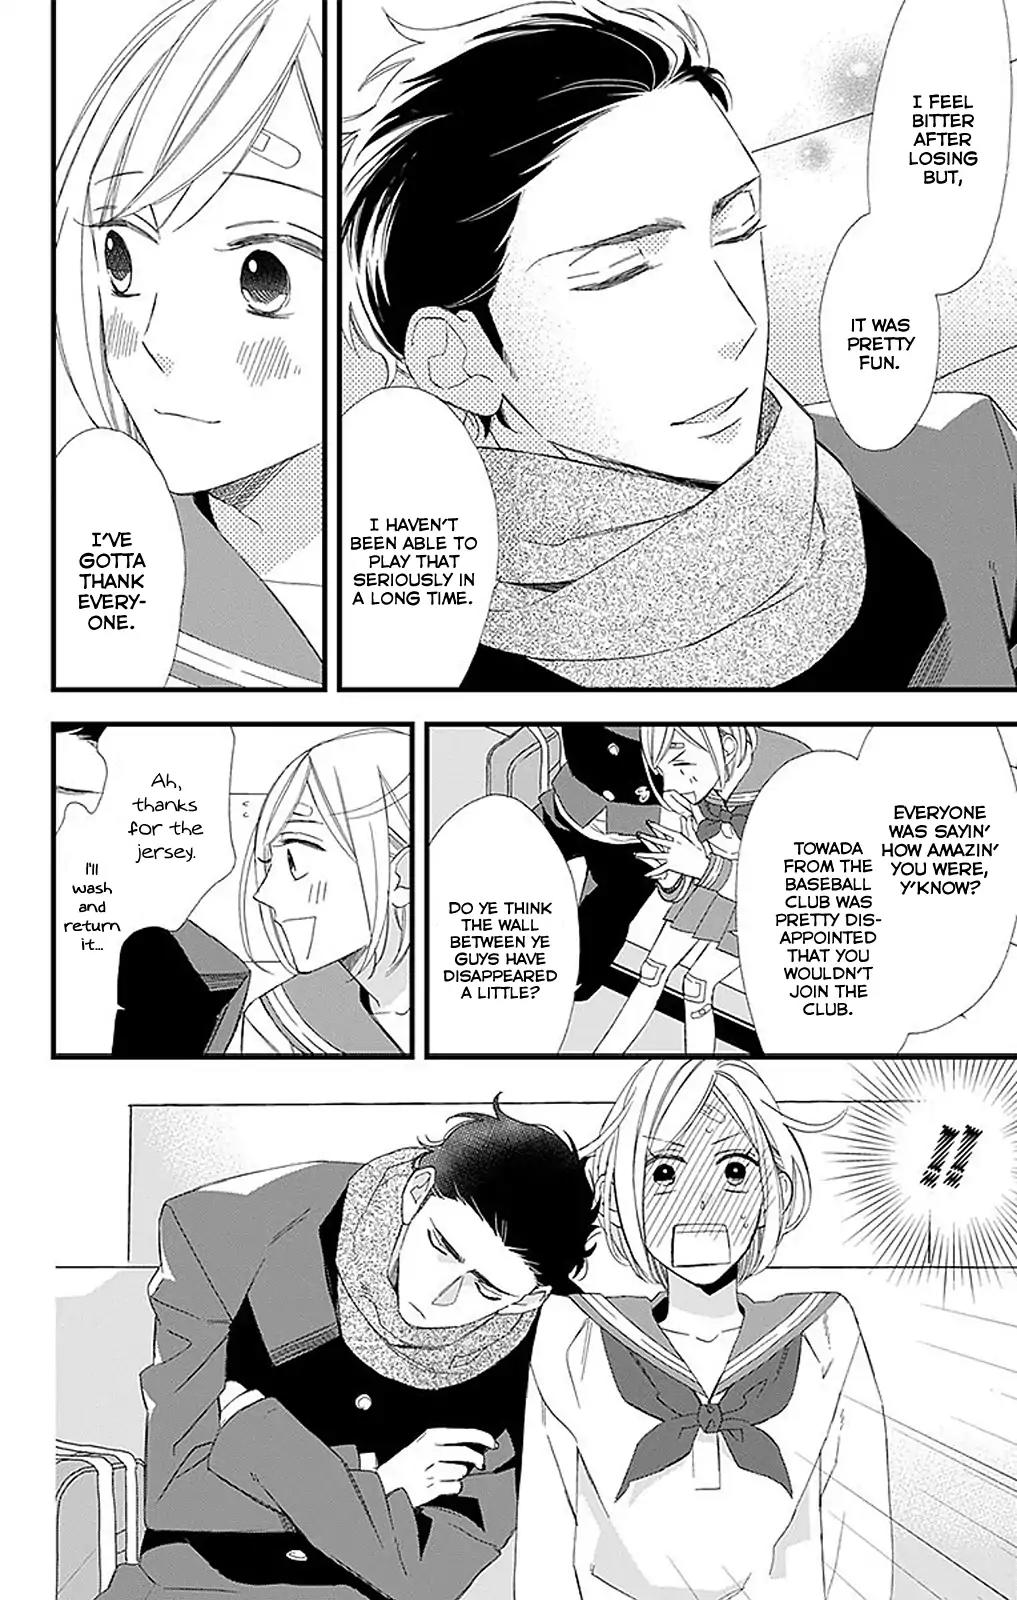 I FEEL
BITTER
AFTER
LOSING
BUT,
IT WAS
PRETTY
FUN.
I HAVEN'T
BEEN ABLE TO
PLAY THAT
SERIOUSLY IN
A LONG TIME.
I'VE
GOTTA
THANK
EVERY-
ONE.
EVERYONE
WAS SAYIN'
HOW AMAZIN'
YOU WERE,
Y'KNOW?
TOWADA
FROM THE
BASEBALL
CLUB WAS
PRETTY DIS-
APPOINTED
THAT YOU
WOULDN'T
JOIN THE
CLUB.
DO YE THINK
THE WALL
BETWEEN YE
GUYS HAVE
DISAPPEARED
A LITTLE?
Ah,
thanks
for the
jersey.
I'll
wash
and
return
it...
!!